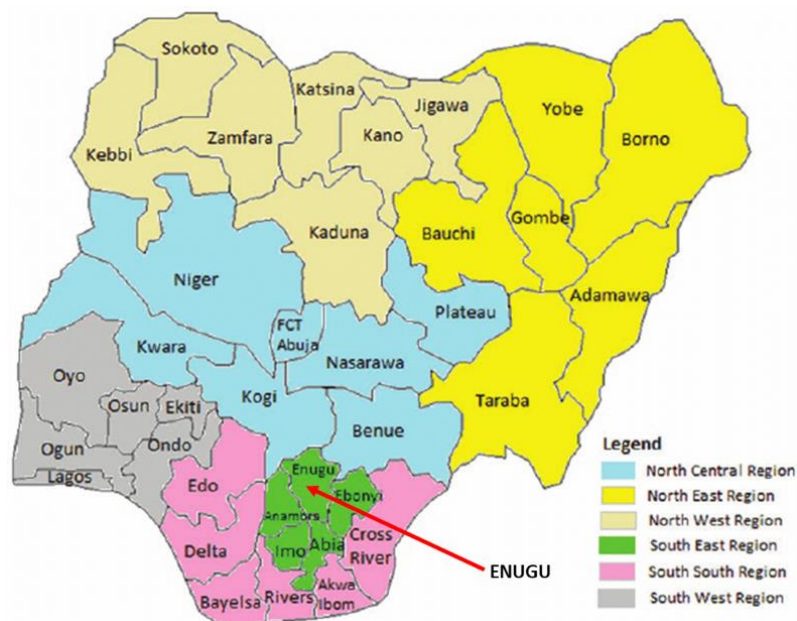 Sokoto
Katsina
Jigawa
Yobe
Borno
Zamfara
Kano
Kebbi
Kaduna
Bauchi
Gombe
Niger
Adamawa
Plateau
FCT
Abuja
Kwara
Nasarawa
Oyo
Kogi
Taraba
Osun
Ekiti
Benue
Ogun
Ondo
Lagos
Edo
Enugu
Ebonyi
Anamors
Cross
River
Delta
Imo
Abia
ENUGU
Akwa
Ibom
Bayelsa
Rivers
Legend
North Central Region
North East Region
North West Region
South East Region
South South Region
South West Region